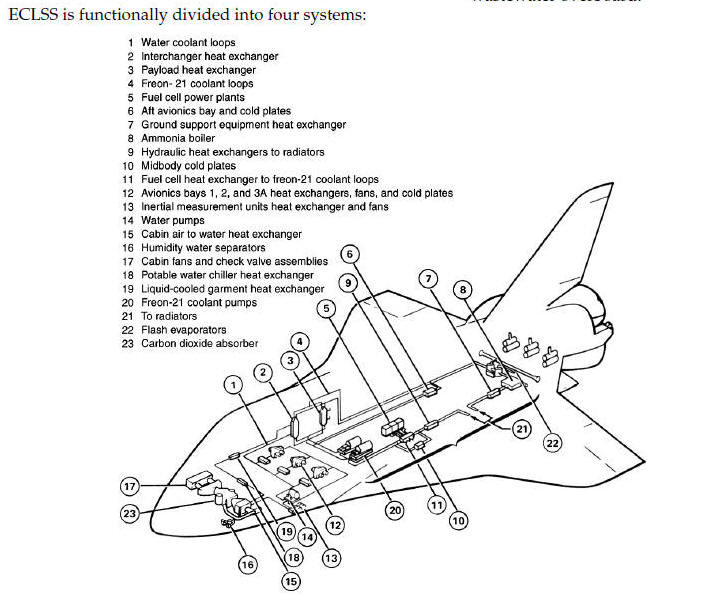 ECLSS is functionally divided into four systems:
1 Water coolant loops
2 Interchanger heat exchanger
3 Payload heat exchanger
4 Freon- 21 coolant loops
5 Fuel cell power plants
6 Aft avionics bay and cold plates
7 Ground support equipment heat exchanger
8 Ammonia boiler
9 Hydraulic heat exchangers to radiators
10 Midbody cold plates
11 Fuel cell heat exchanger to freon-21 coolant loops
12 Avionics bays 1, 2, and 3A heat exchangers, fans, and cold plates
13 Inertial measurement units heat exchanger and fans
14 Water pumps
15 Cabin air to water heat exchanger
16 Humidity water separators
17 Cabin fans and check valve assemblies
18 Potable water chiller heat exchanger
19 Liquid-cooled garment heat exchanger
20 Freon-21 coolant pumps
21 To radiators
22 Flash evaporators
23 Carbon dioxide absorber
6
9
7
8
5
4
3
2
1
21
22
17
23
20
11
10
12
19
14
18
13
16
15